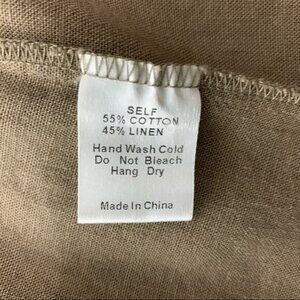 SELF
55% COTTON
45% LINEN
Hand Wash Cold
Do Not Bleach
Hang Dry
Made In China